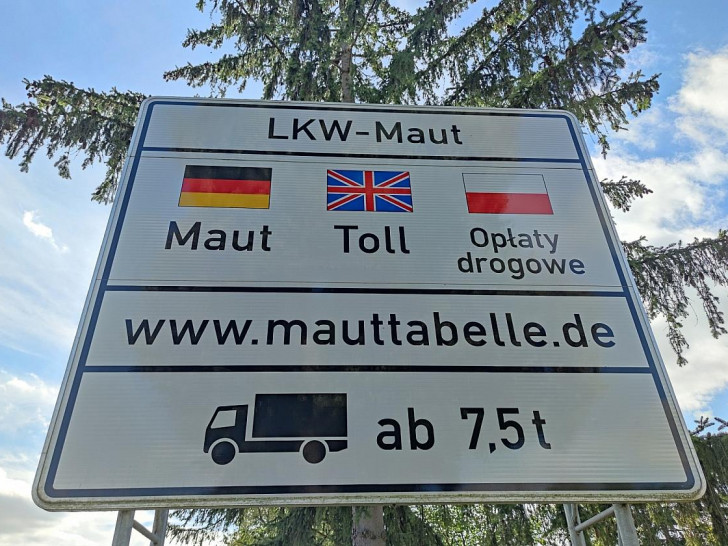 LKW-Maut
Maut
Toll
Opłaty
drogowe
www.mauttabelle.de
ab 7,5t